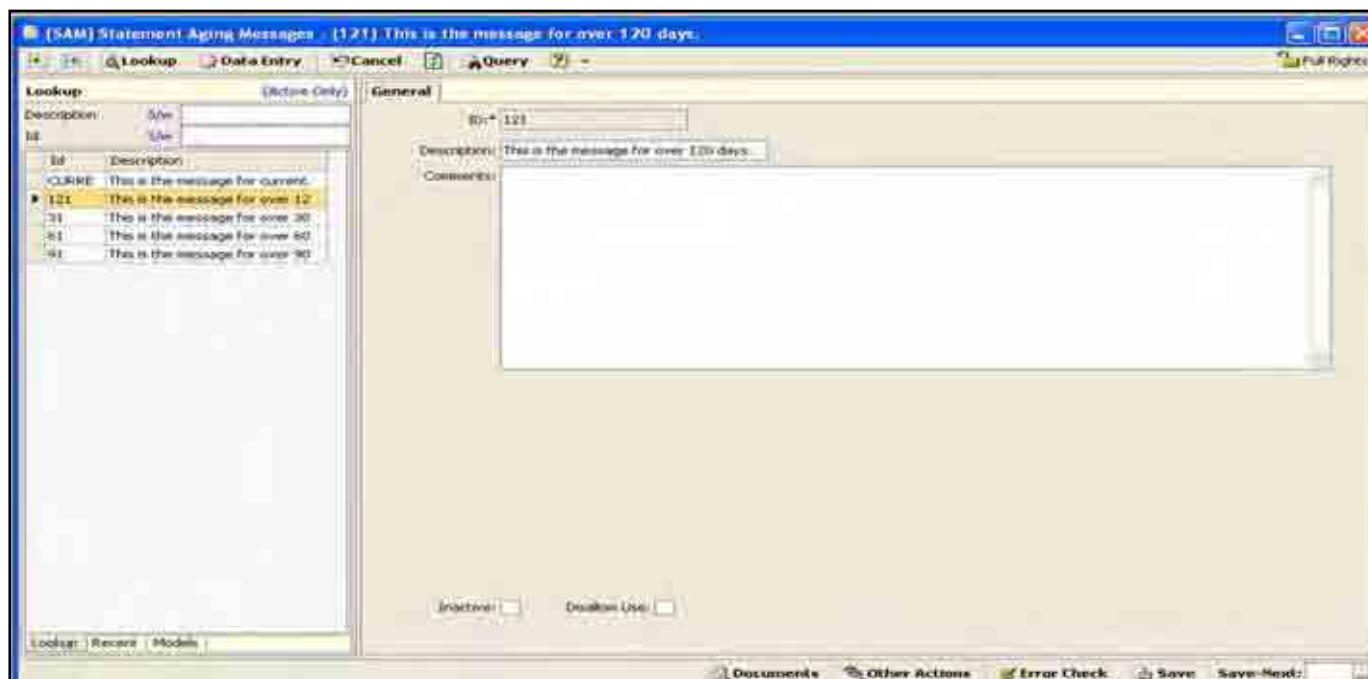 (SAM) Statement Aging Messages - (121) This is the message for over 120 days.
Lookup Data Entry Cancel Query Full Rights
Lookup (Active Only) General
Description S/w
Id S/w
ID:* 121
Description: This is the message for over 120 days.
Comments:
Id Description
CURRE This is the message for current.
121 This is the message for over 12
31 This is the message for over 30
61 This is the message for over 60
91 This is the message for over 90
Inactive: Disallow Use:
Lookup Recent Models
Documents Other Actions Error Check Save Save-Next: